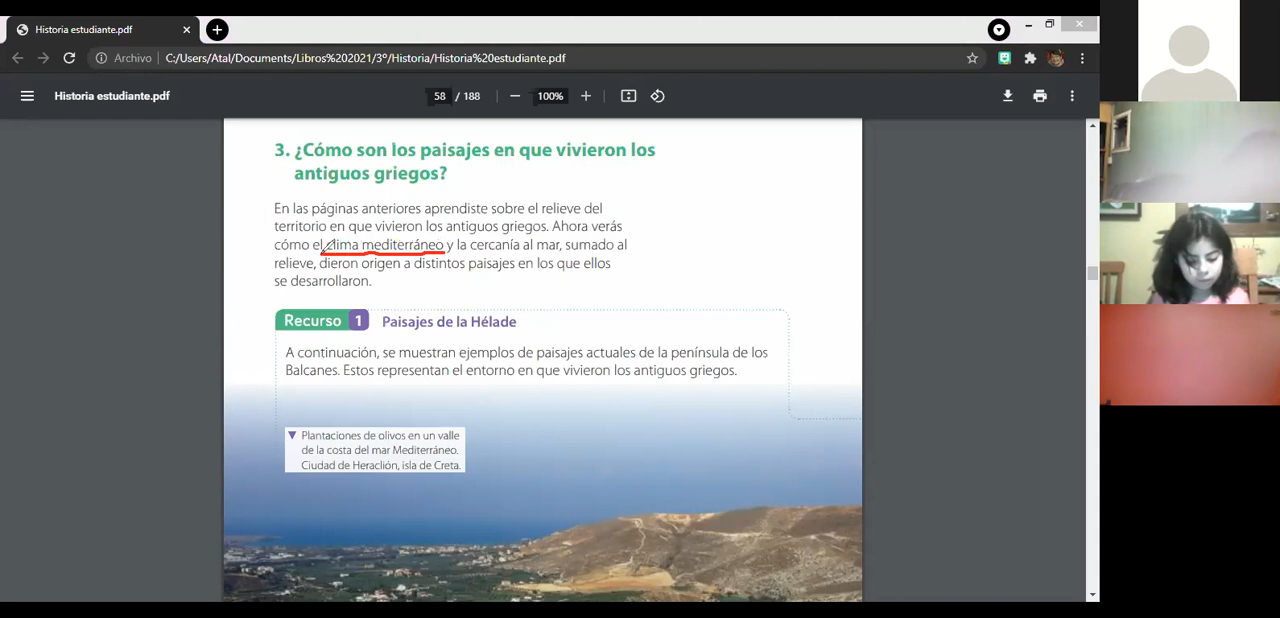 Historia estudiante.pdf
Archivo
C:/Users/Atal/Documents/Libros%202021/3º/Historia/Historia%20estudiante.pdf
Historia estudiante.pdf
58 / 188
100%
3. ¿Cómo son los paisajes en que vivieron los
antiguos griegos?
En las páginas anteriores aprendiste sobre el relieve del
territorio en que vivieron los antiguos griegos. Ahora verás
cómo el clima mediterráneo y la cercanía al mar, sumado al
relieve, dieron origen a distintos paisajes en los que ellos
se desarrollaron.
Recurso 1 Paisajes de la Hélade
A continuación, se muestran ejemplos de paisajes actuales de la península de los
Balcanes. Estos representan el entorno en que vivieron los antiguos griegos.
Plantaciones de olivos en un valle
de la costa del mar Mediterráneo.
Ciudad de Heraclión, isla de Creta.